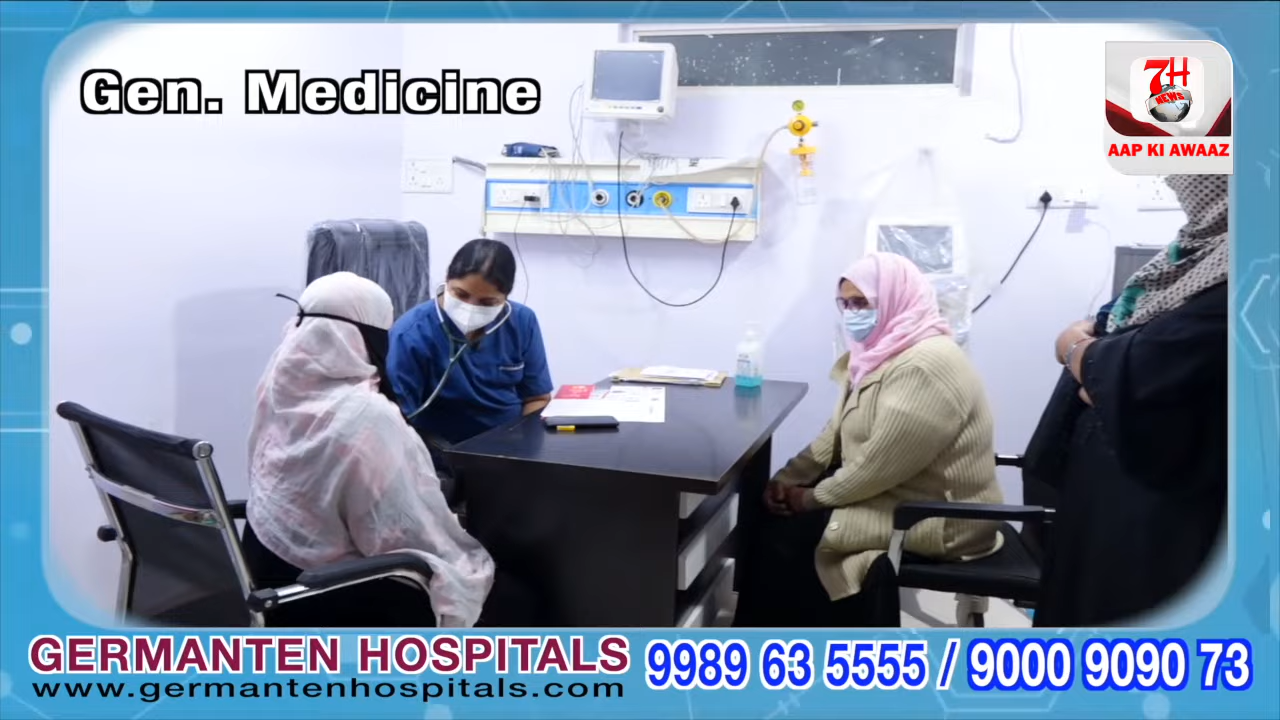 Gen. Medicine
7H
NEWS
AAP KI AWAAZ
GERMANTEN HOSPITALS
www.germantenhospitals.com
9989 63 5555 / 9000 9090 73